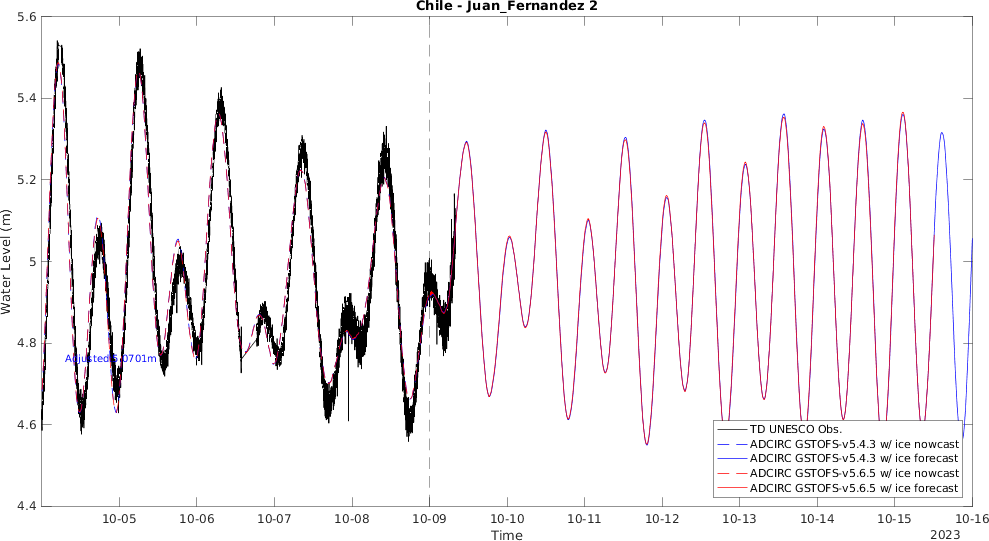 Chile - Juan_Fernandez 2
5.6
5.4
5.2
5
4.8
4.6
4.4
Water Level (m)
10-05
10-06
10-07
10-08
10-09
10-10
10-11
10-12
10-13
10-14
10-15
10-16
Time
2023
TD UNESCO Obs.
ADCIRC GSTOFS-v5.4.3 w/ ice nowcast
ADCIRC GSTOFS-v5.4.3 w/ ice forecast
ADCIRC GSTOFS-v5.6.5 w/ ice nowcast
ADCIRC GSTOFS-v5.6.5 w/ ice forecast